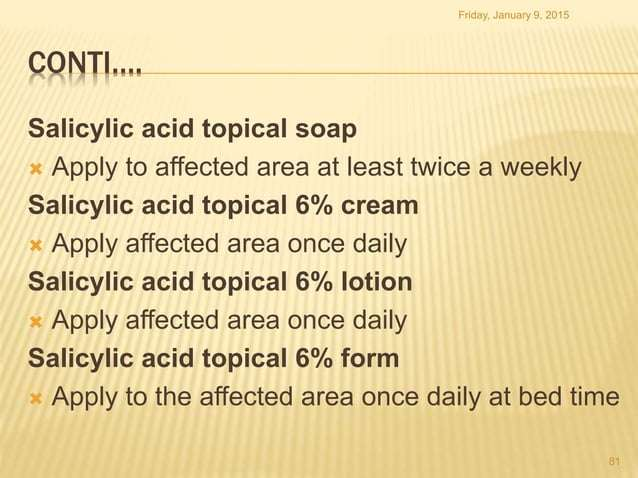 Friday, January 9, 2015
CONTI....
Salicylic acid topical soap
Apply to affected area at least twice a weekly
Salicylic acid topical 6% cream
Apply affected area once daily
Salicylic acid topical 6% lotion
Apply affected area once daily
Salicylic acid topical 6% form
Apply to the affected area once daily at bed time
81